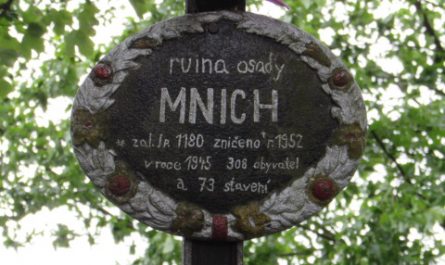 ruina osady
MNICH
* zal. r. 1180 zničeno r. 1952
v roce 1945 308 obyvatel
a 73 stavení